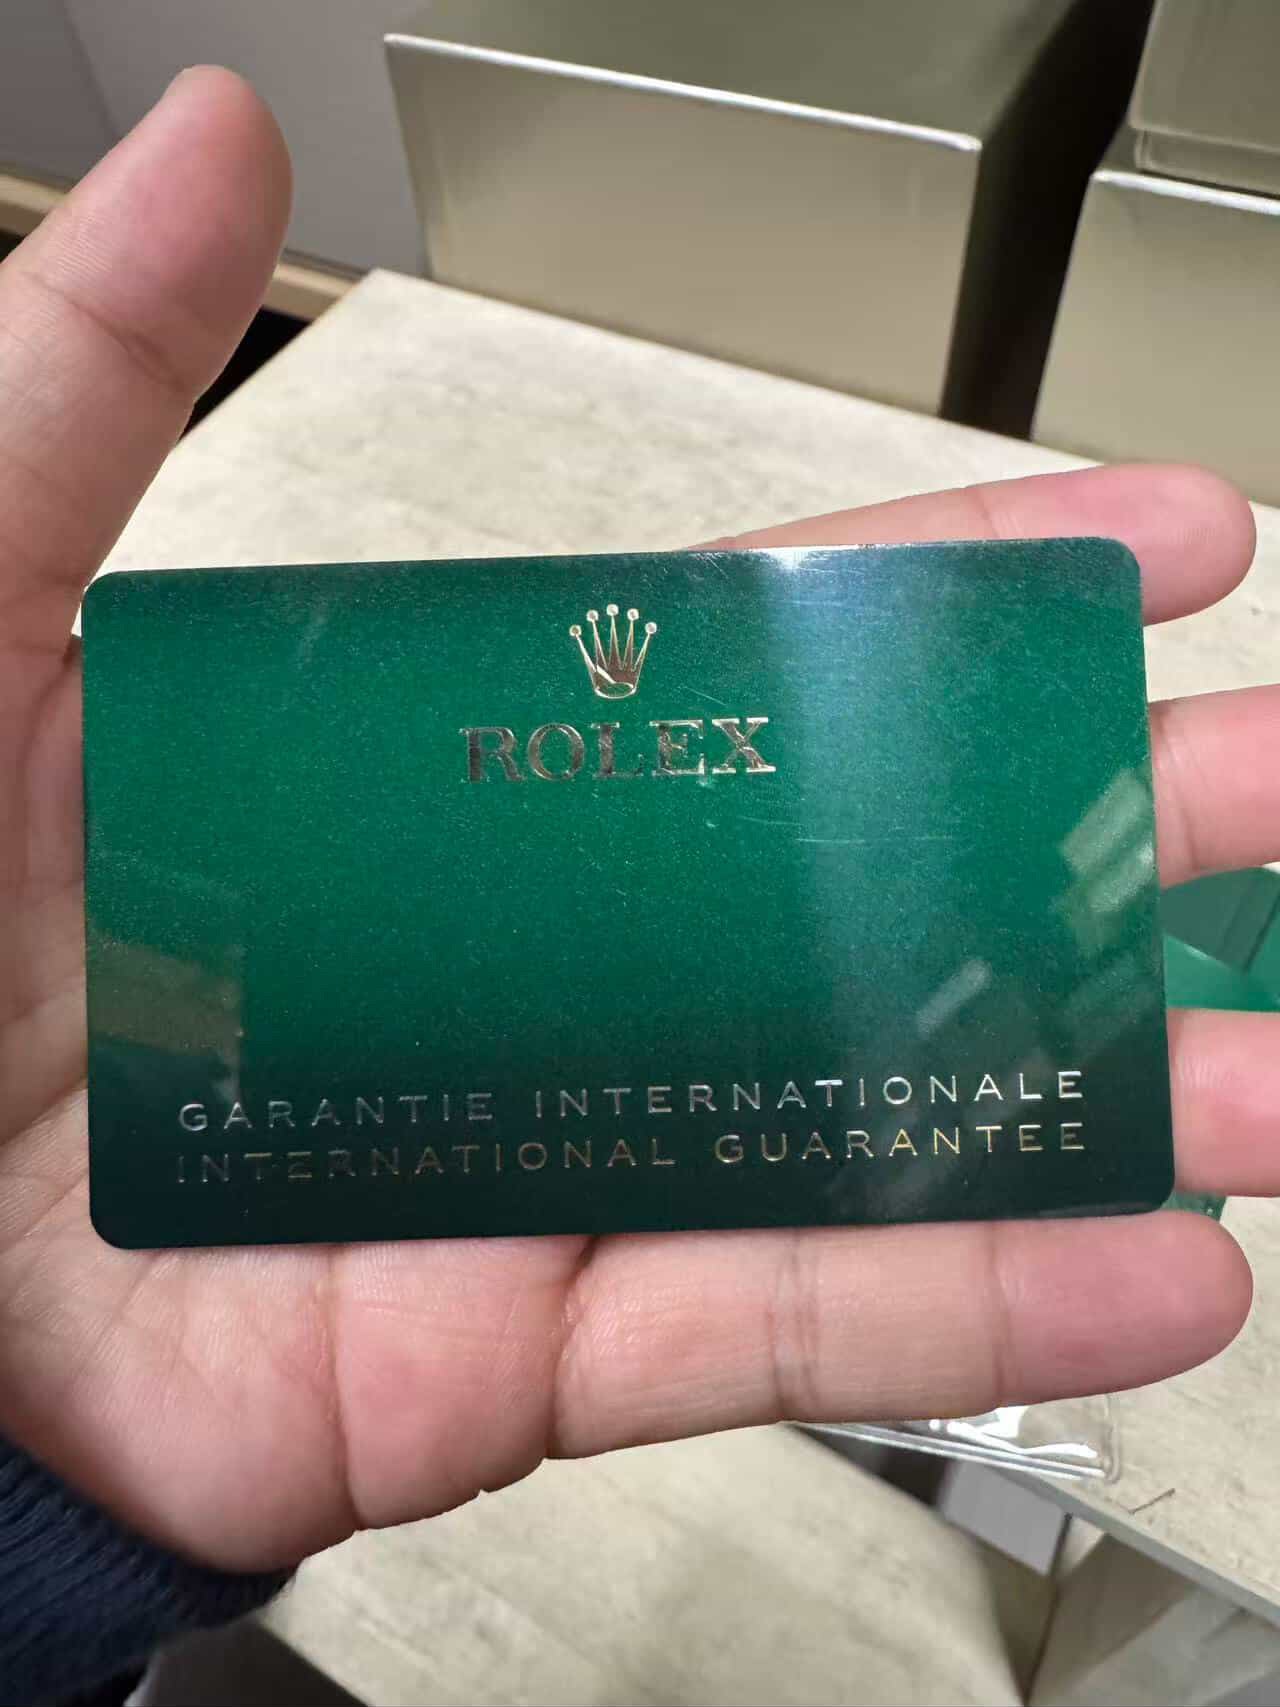 ROLEX
GARANTIE INTERNATIONALE
INTERNATIONAL GUARANTEE